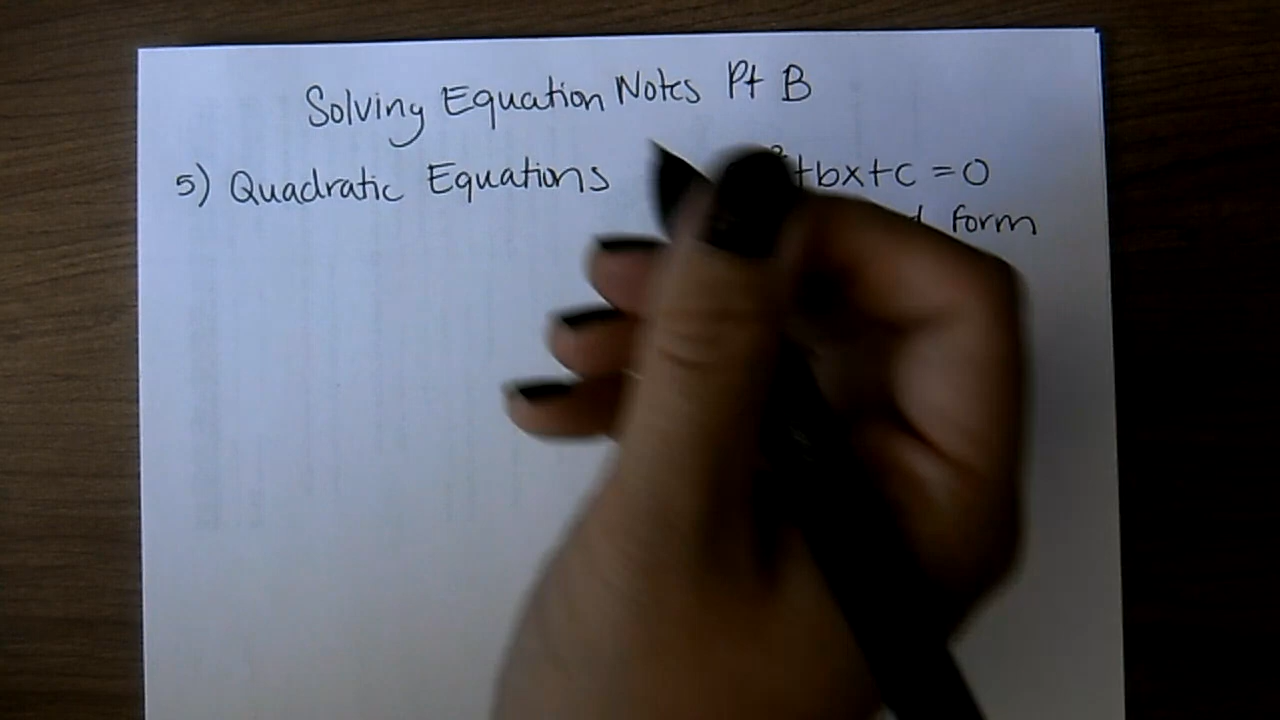 Solving Equation Notes Pt B
5) Quadratic Equations +bx+c = 0
form